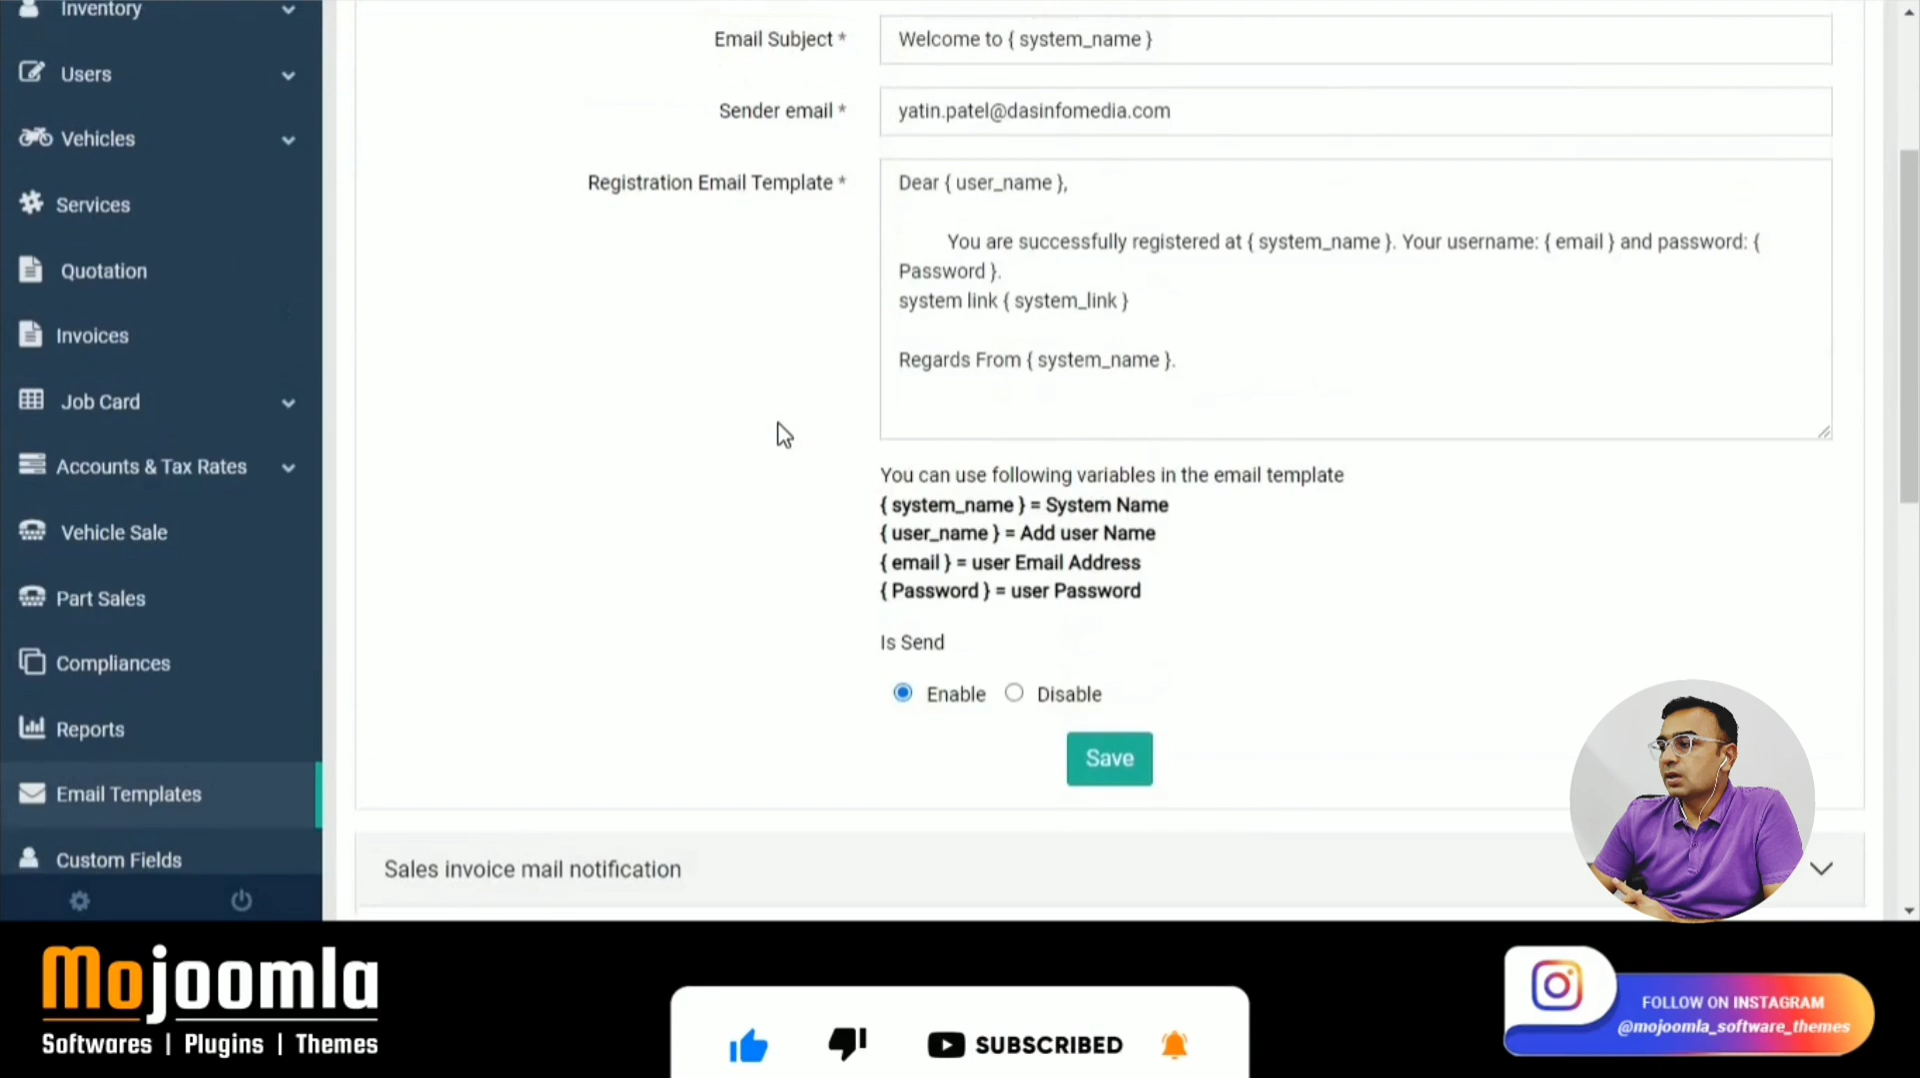 Inventory
Users
Vehicles
Services
Quotation
Invoices
Job Card
Accounts & Tax Rates
Vehicle Sale
Part Sales
Compliances
Reports
Email Templates
Custom Fields
Email Subject *
Welcome to { system_name }
Sender email *
yatin.patel@dasinfomedia.com
Registration Email Template *
Dear { user_name },
You are successfully registered at { system_name }. Your username: { email } and password: {
Password }.
system link { system_link }
Regards From { system_name }.
You can use following variables in the email template
{ system_name } = System Name
{ user_name } = Add user Name
{ email } = user Email Address
{ Password } = user Password
Is Send
Enable Disable
Save
Sales invoice mail notification
Mojoomla
Softwares | Plugins | Themes
SUBSCRIBED
FOLLOW ON INSTAGRAM
@mojoomla_software_themes